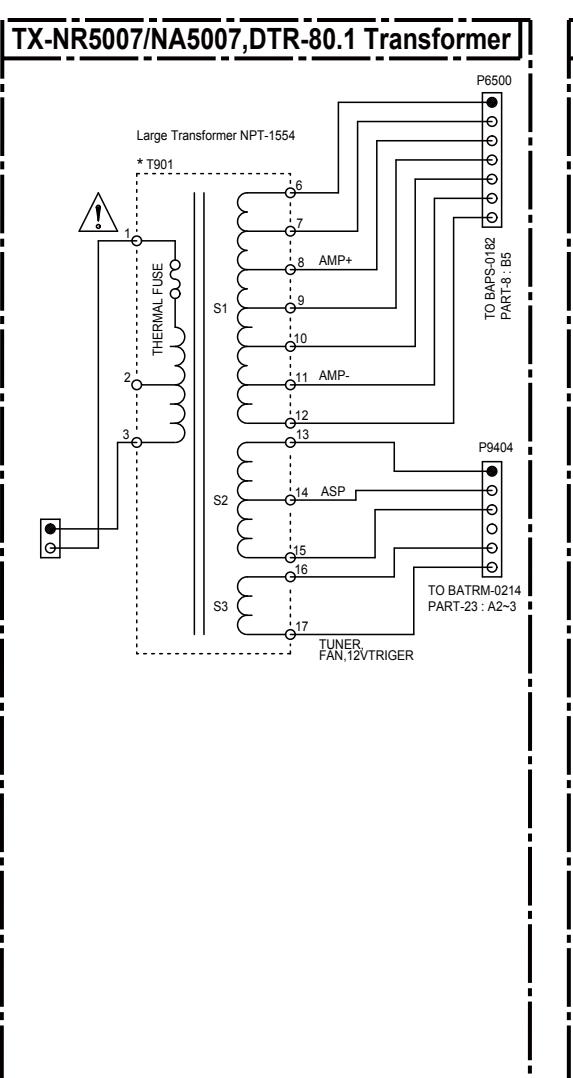 TX-NR5007/NA5007,DTR-80.1 Transformer
P6500
Large Transformer NPT-1554
* T901
6
7
1
8 AMP+
THERMAL FUSE
S1
9
TO BAPS-0182
PART-8 : B5
10
2
11 AMP-
12
3
13
P9404
S2
14 ASP
15
16
TO BATRM-0214
PART-23 : A2~3
S3
17
TUNER,
FAN,12VTRIGER